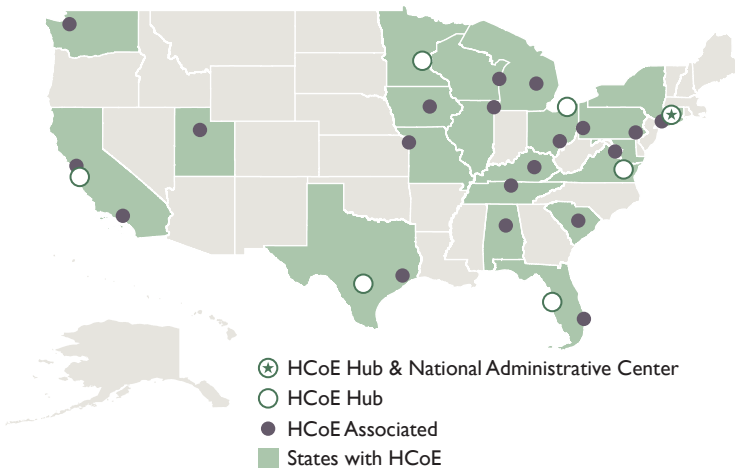 HCoE Hub & National Administrative Center
HCoE Hub
HCoE Associated
States with HCoE